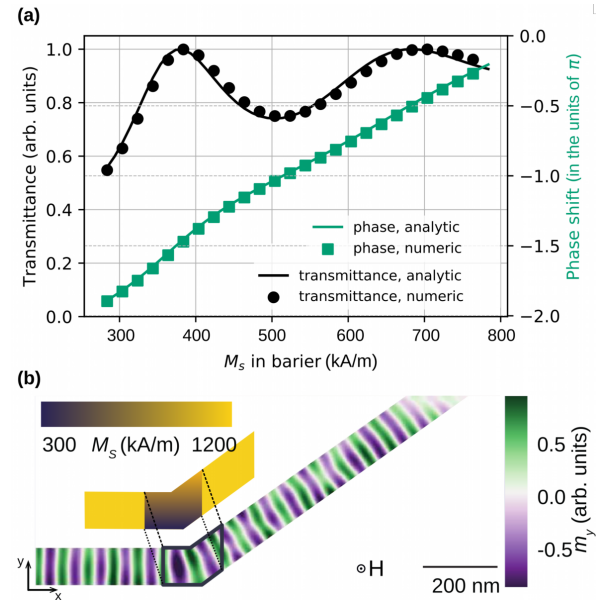 (a)
Transmittance (arb. units)
1.0
0.8
0.6
0.4
0.2
0.0
0.0
−0.5
−1.0
−1.5
−2.0
Phase shift (in the units of π)
phase, analytic
phase, numeric
transmittance, analytic
transmittance, numeric
300 400 500 600 700 800
Ms in barier (kA/m)
(b)
300 MS (kA/m) 1200
y
x
⊙H
200 nm
0.5
0.0
-0.5
my (arb. units)